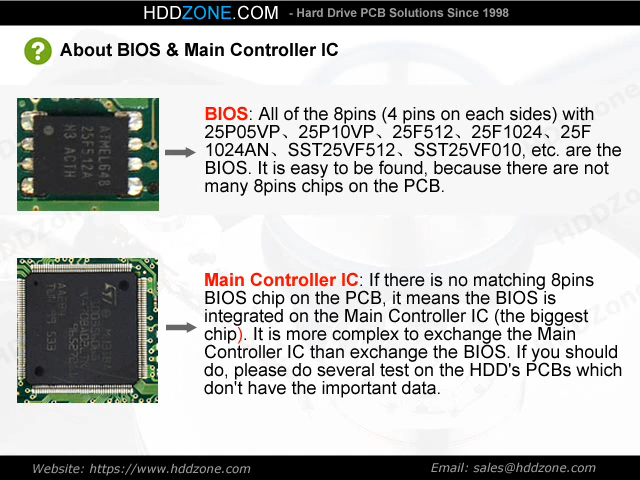 HDDZONE.COM - Hard Drive PCB Solutions Since 1998
? About BIOS & Main Controller IC
ATMEL648
25F512A
N3 ACTH
BIOS: All of the 8pins (4 pins on each sides) with
25P05VP、25P10VP、25F512、25F1024、25F
1024AN、SST25VF512、SST25VF010, etc. are the
BIOS. It is easy to be found, because there are not
many 8pins chips on the PCB.
Main Controller IC: If there is no matching 8pins
BIOS chip on the PCB, it means the BIOS is
integrated on the Main Controller IC (the biggest
chip). It is more complex to exchange the Main
Controller IC than exchange the BIOS. If you should
do, please do several test on the HDD's PCBs which
don't have the important data.
Website: https://www.hddzone.com Email: sales@hddzone.com